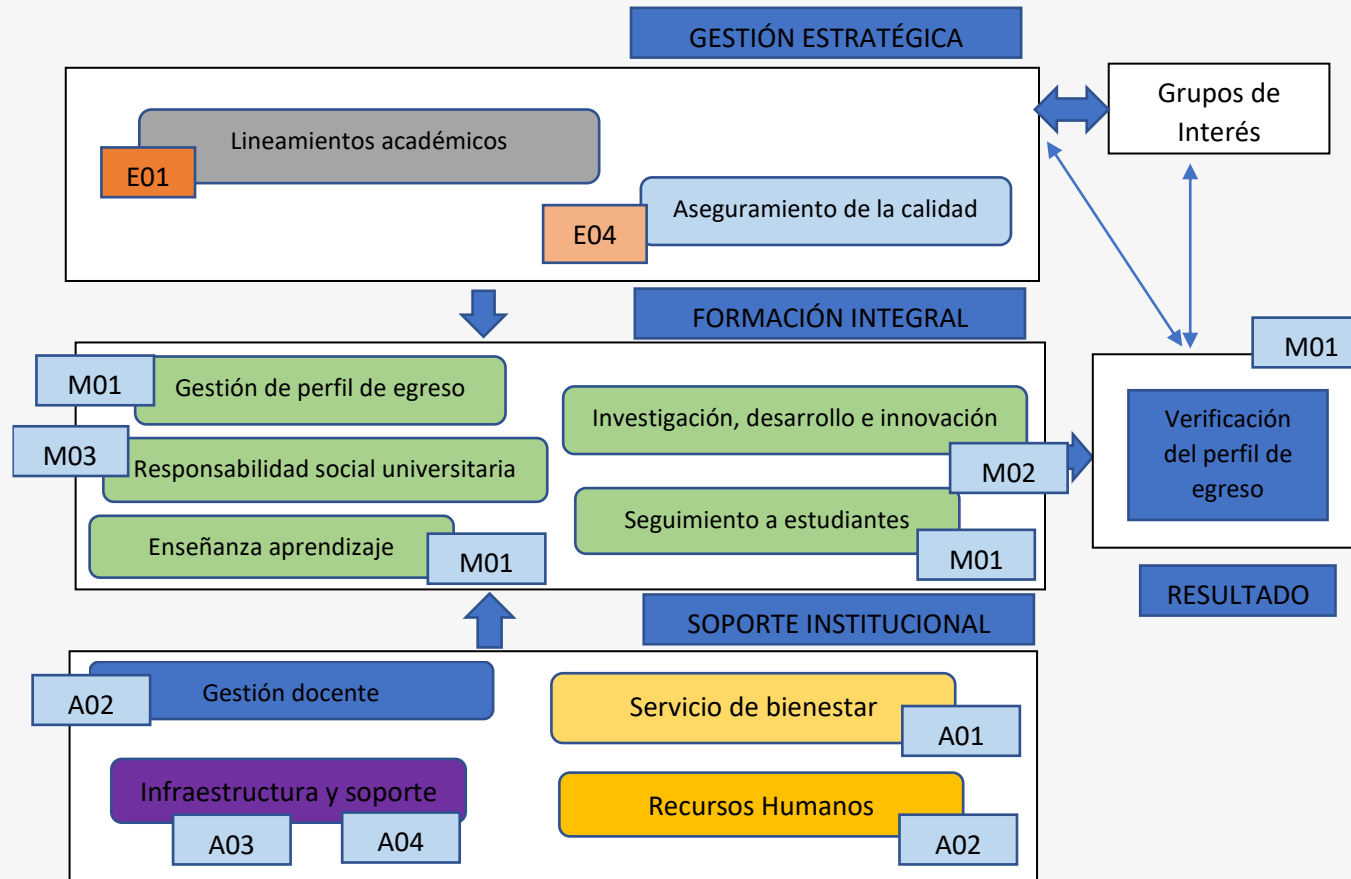 GESTIÓN ESTRATÉGICA
Grupos de
Interés
Lineamientos académicos
E01
Aseguramiento de la calidad
E04
FORMACIÓN INTEGRAL
M01
M01
Gestión de perfil de egreso
Investigación, desarrollo e innovación
Verificación
del perfil de
egreso
M03
Responsabilidad social universitaria
M02
Seguimiento a estudiantes
Enseñanza aprendizaje
M01
M01
RESULTADO
SOPORTE INSTITUCIONAL
A02
Gestión docente
Servicio de bienestar
A01
Infraestructura y soporte
Recursos Humanos
A03
A04
A02